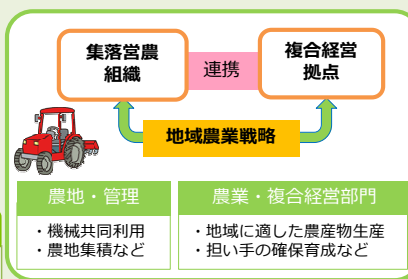 集落営農
組織
連携
複合経営
拠点
地域農業戦略
農地・管理
・機械共同利用
・農地集積など
農業・複合経営部門
・地域に適した農産物生産
・担い手の確保育成など